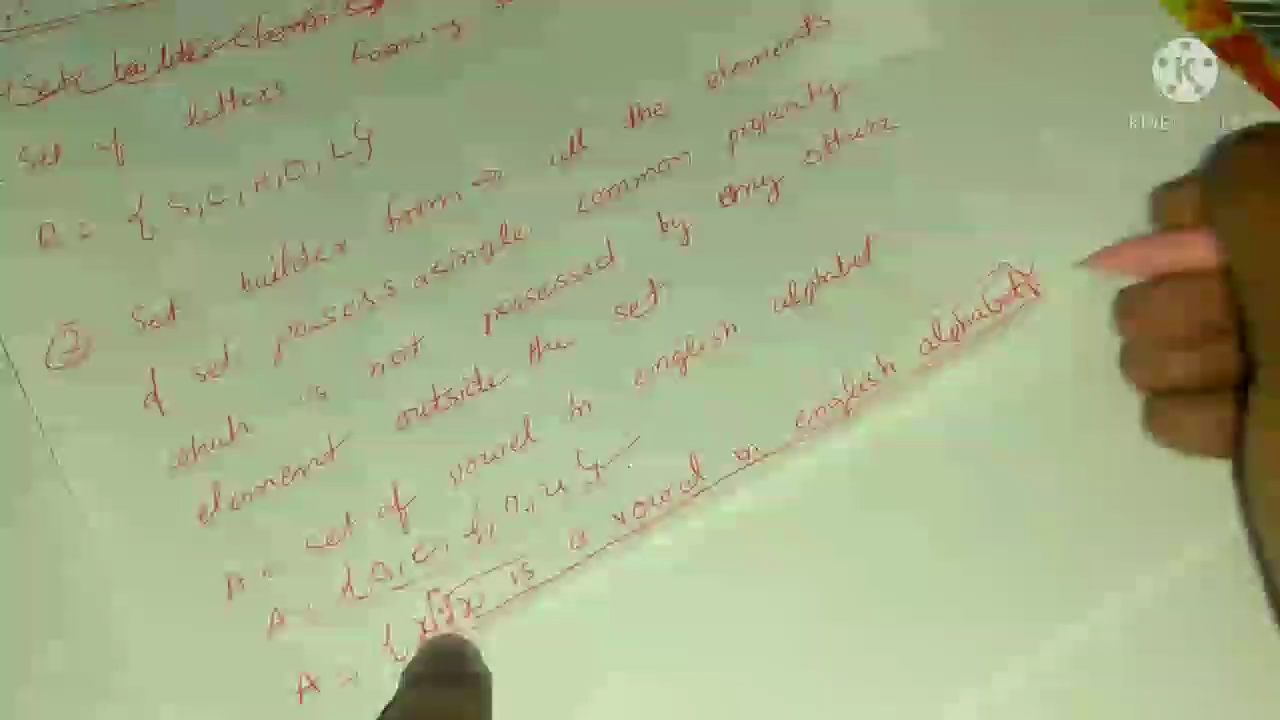 Set builder form
Set of letters form
A = { S, C, H, O, L }
② Set builder form → all the elements
of set possess a single common property
which is not possessed by any other
element outside the set
A = set of vowel in english alphabet
A = { a, e, i, o, u }
A = { x : x is a vowel in english alphabet }
KINE